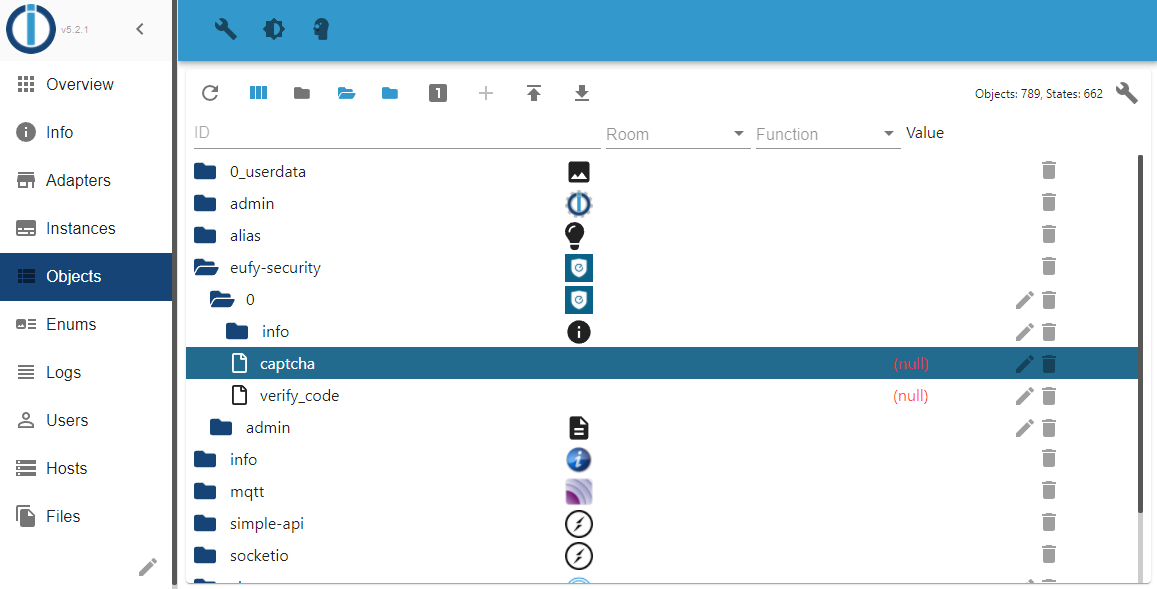 v5.2.1
Overview
Info
Adapters
Instances
Objects
Enums
Logs
Users
Hosts
Files
1
Objects: 789, States: 662
ID Room Function Value
0_userdata
admin
alias
eufy-security
0
info
captcha (null)
verify_code (null)
admin
info
mqtt
simple-api
socketio